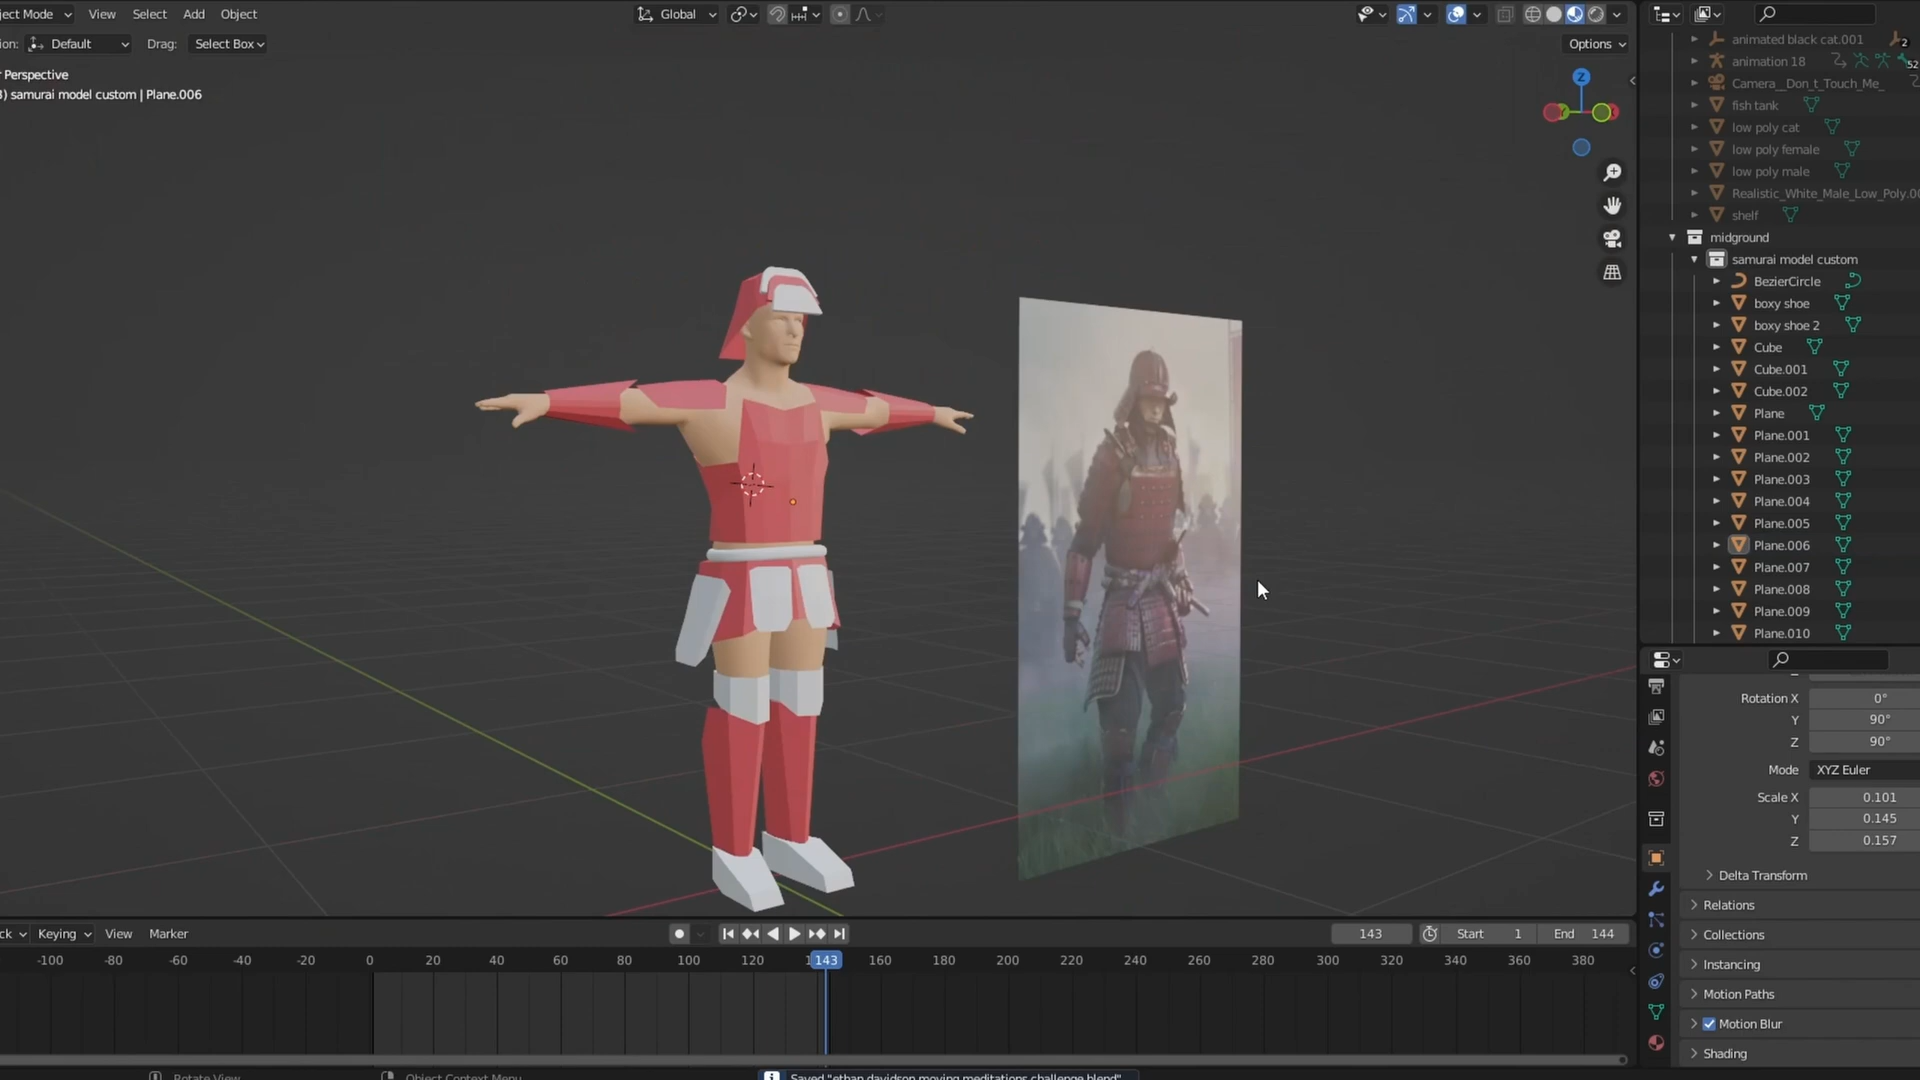 ject Mode View Select Add Object Global
ion: Default Drag: Select Box Options
Perspective
3) samurai model custom | Plane.006
animated black cat.001 2
animation 18 52
Camera__Don_t_Touch_Me_
fish tank
low poly cat
low poly female
low poly male
Realistic_White_Male_Low_Poly.00
shelf
midground
samurai model custom
BezierCircle
boxy shoe
boxy shoe 2
Cube
Cube.001
Cube.002
Plane
Plane.001
Plane.002
Plane.003
Plane.004
Plane.005
Plane.006
Plane.007
Plane.008
Plane.009
Plane.010
Z
Rotation X 0°
Y 90°
Z 90°
Mode XYZ Euler
Scale X 0.101
Y 0.145
Z 0.157
Delta Transform
Relations
Collections
Instancing
Motion Paths
Motion Blur
Shading
ck Keying View Marker 143 Start 1 End 144
-100 -80 -60 -40 -20 0 20 40 60 80 100 120 143 160 180 200 220 240 260 280 300 320 340 360 380
Rotate View Object Context Menu Saved "ethan davidson moving meditations challenge.blend"